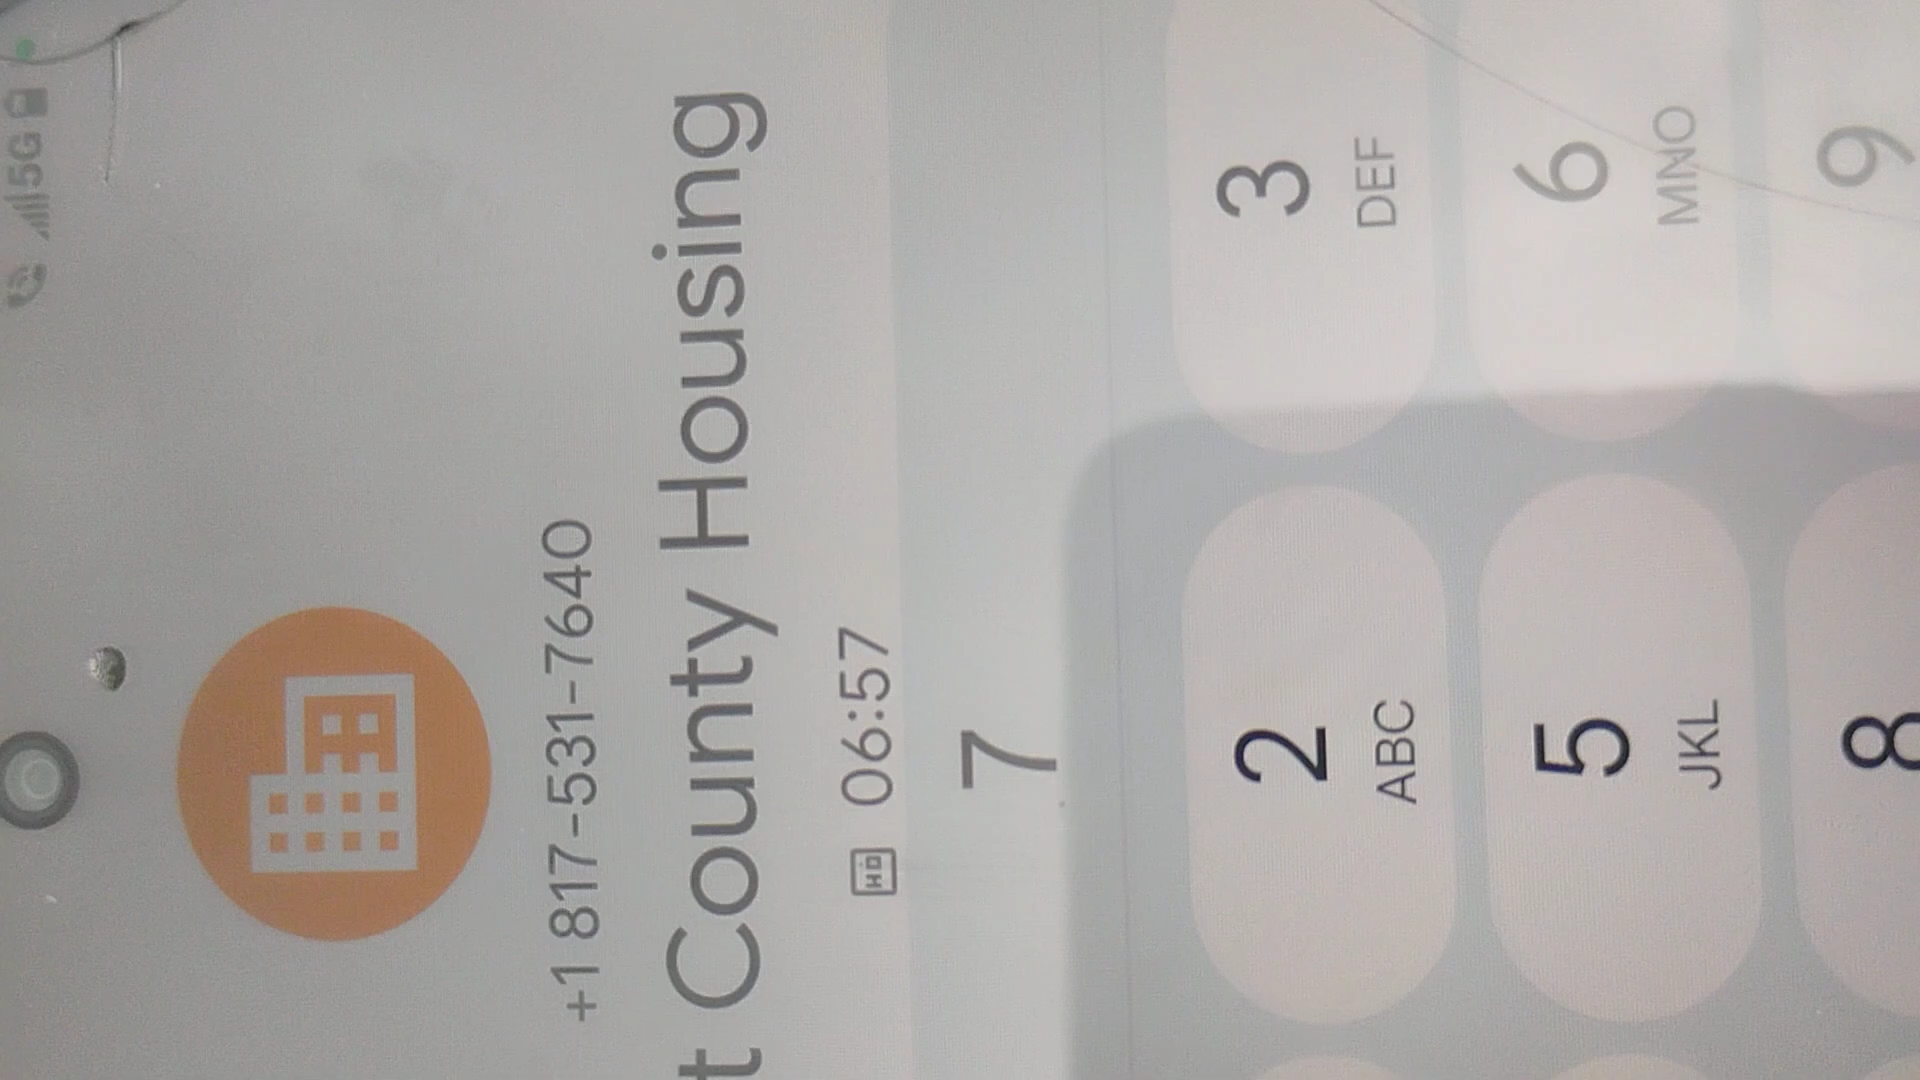 5G
+1 817-531-7640
t County Housing
HD 06:57
7
2
ABC
3
DEF
5
JKL
6
MNO
8
9